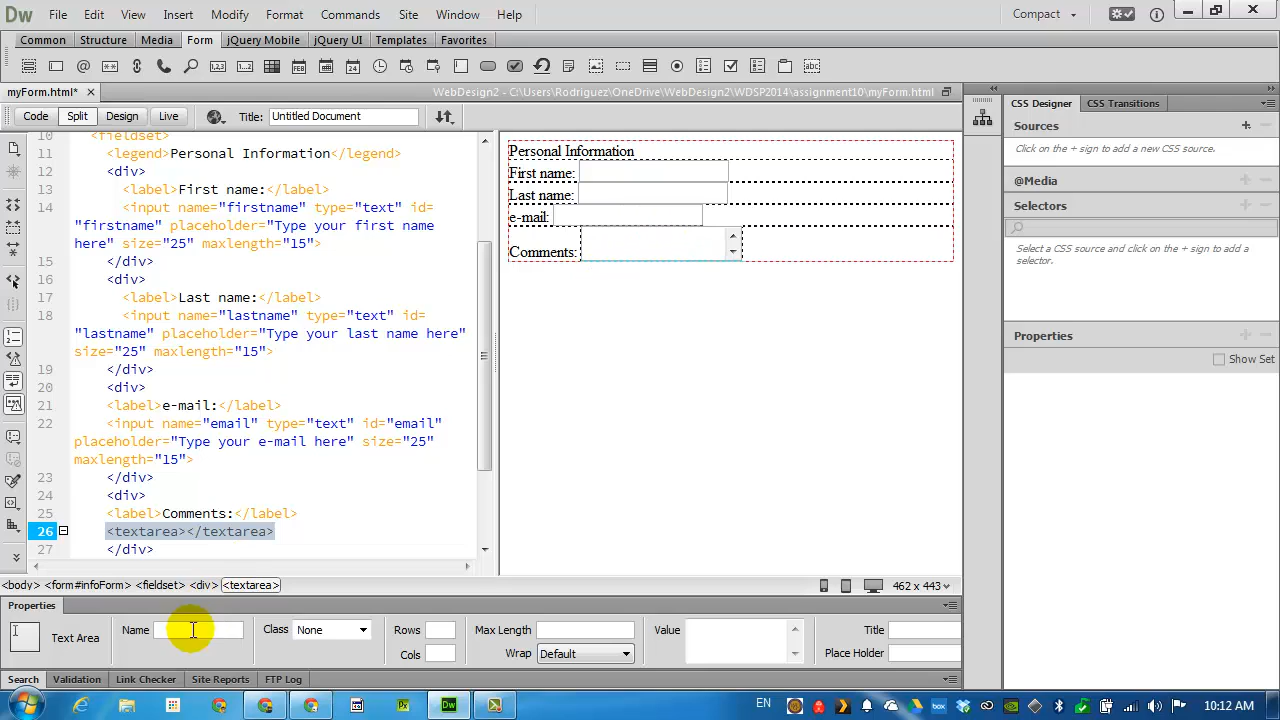 Dw File Edit View Insert Modify Format Commands Site Window Help Compact
Common Structure Media Form jQuery Mobile jQuery UI Templates Favorites
myForm.html* WebDesign2 - C:\Users\Rodriguez\OneDrive\WebDesign2\WDSP2014\assignment10\myForm.html
Code Split Design Live Title: Untitled Document
10 <fieldset>
11 <legend>Personal Information</legend>
12 <div>
13 <label>First name:</label>
14 <input name="firstname" type="text" id=
"firstname" placeholder="Type your first name
here" size="25" maxlength="15">
15 </div>
16 <div>
17 <label>Last name:</label>
18 <input name="lastname" type="text" id=
"lastname" placeholder="Type your last name here"
size="25" maxlength="15">
19 </div>
20 <div>
21 <label>e-mail:</label>
22 <input name="email" type="text" id="email"
placeholder="Type your e-mail here" size="25"
maxlength="15">
23 </div>
24 <div>
25 <label>Comments:</label>
26 <textarea></textarea>
27 </div>
Personal Information
First name:
Last name:
e-mail:
Comments:
CSS Designer CSS Transitions
Sources
Click on the + sign to add a new CSS source.
@Media
Selectors
Select a CSS source and click on the + sign to add a
selector.
Properties
Show Set
<body> <form#infoForm> <fieldset> <div> <textarea> 462 x 443
Properties
Text Area Name Class None Rows Max Length Value Title
Cols Wrap Default Place Holder
Search Validation Link Checker Site Reports FTP Log
Dw EN box 10:12 AM